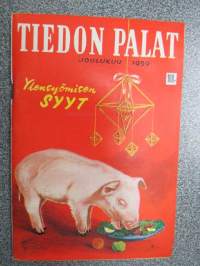 TIEDON PALAT
JOULUKUU 1959
Ylensyömisen
SYYT